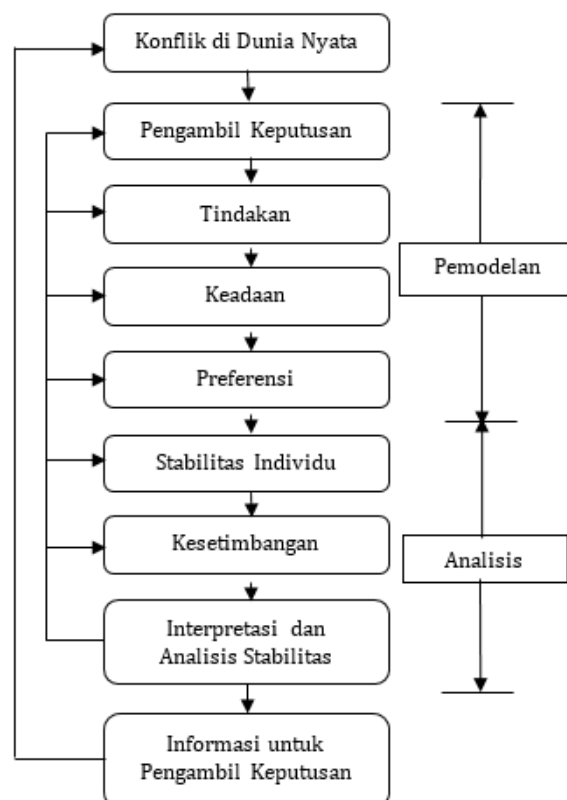 Konflik di Dunia Nyata
Pengambil Keputusan
Tindakan
Keadaan
Pemodelan
Preferensi
Stabilitas Individu
Kesetimbangan
Analisis
Interpretasi dan
Analisis Stabilitas
Informasi untuk
Pengambil Keputusan